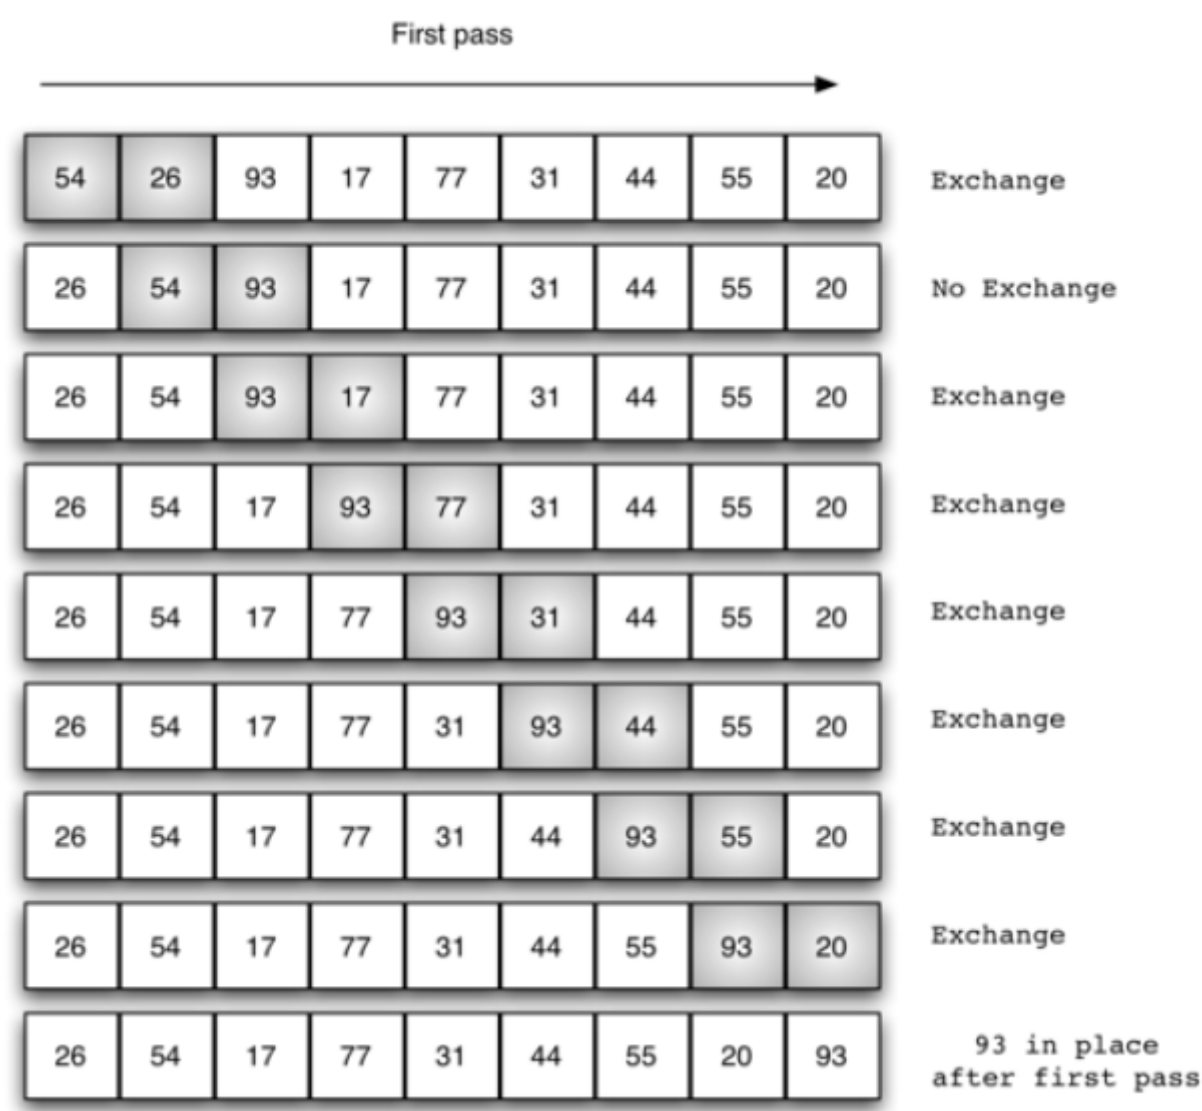 First pass
54 26 93 17 77 31 44 55 20 Exchange
26 54 93 17 77 31 44 55 20 No Exchange
26 54 93 17 77 31 44 55 20 Exchange
26 54 17 93 77 31 44 55 20 Exchange
26 54 17 77 93 31 44 55 20 Exchange
26 54 17 77 31 93 44 55 20 Exchange
26 54 17 77 31 44 93 55 20 Exchange
26 54 17 77 31 44 55 93 20 Exchange
26 54 17 77 31 44 55 20 93 93 in place
after first pass